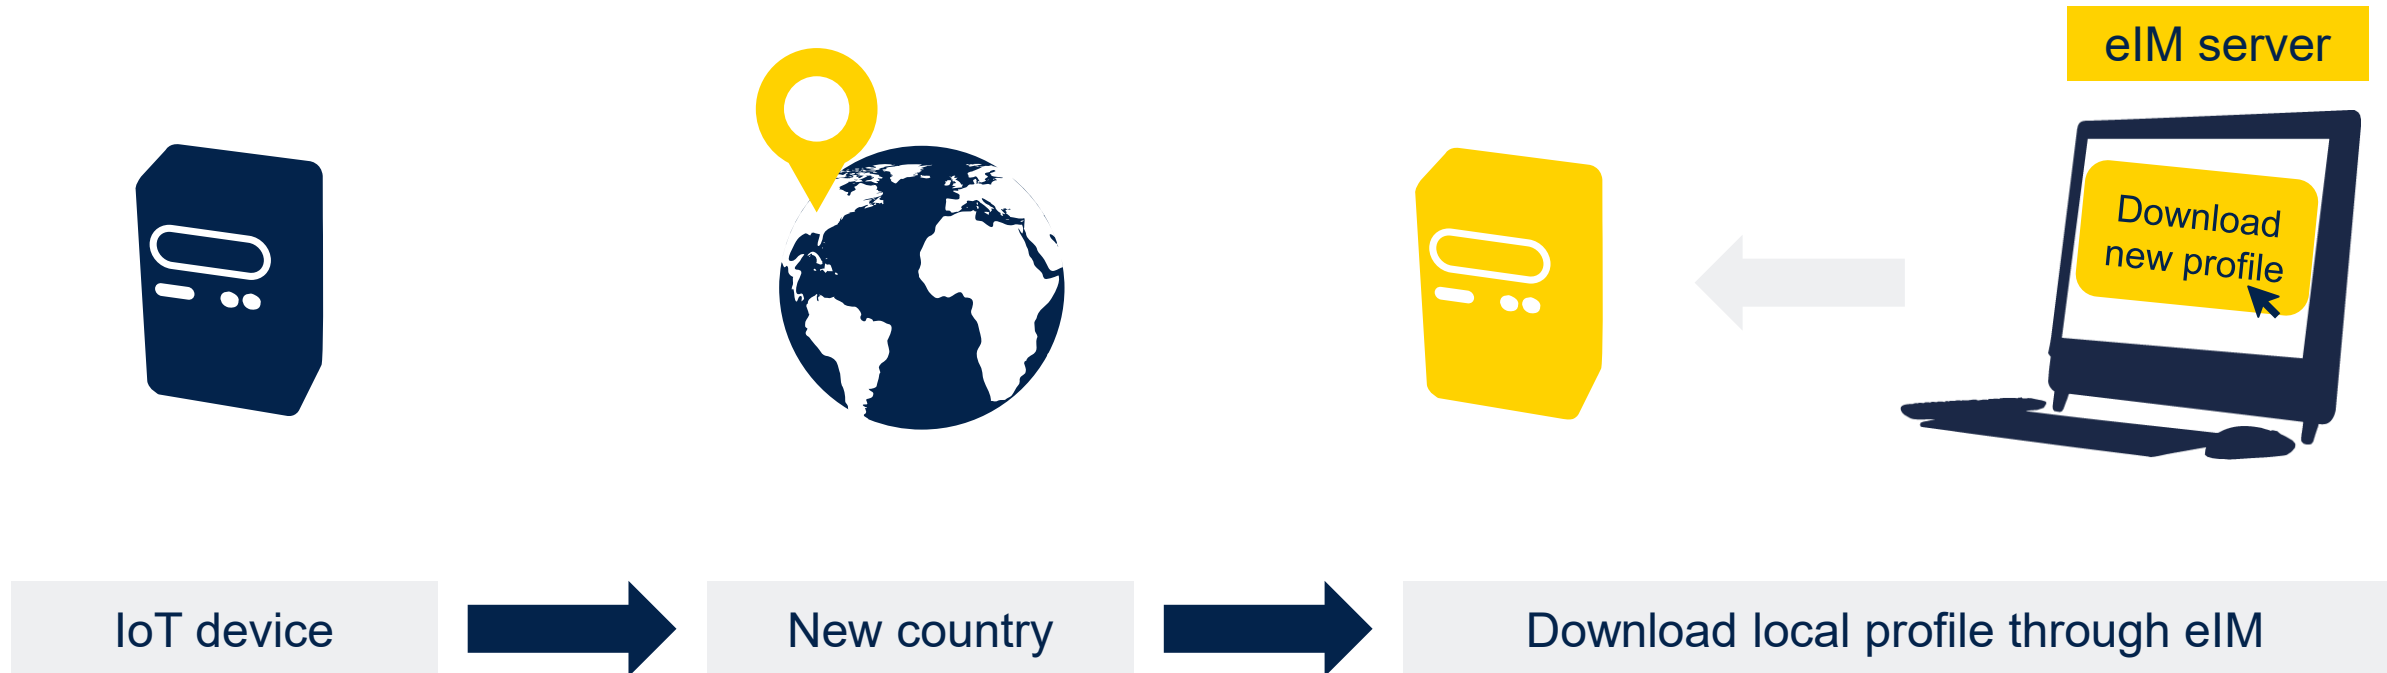 eIM server
Download
new profile
IoT device
New country
Download local profile through eIM